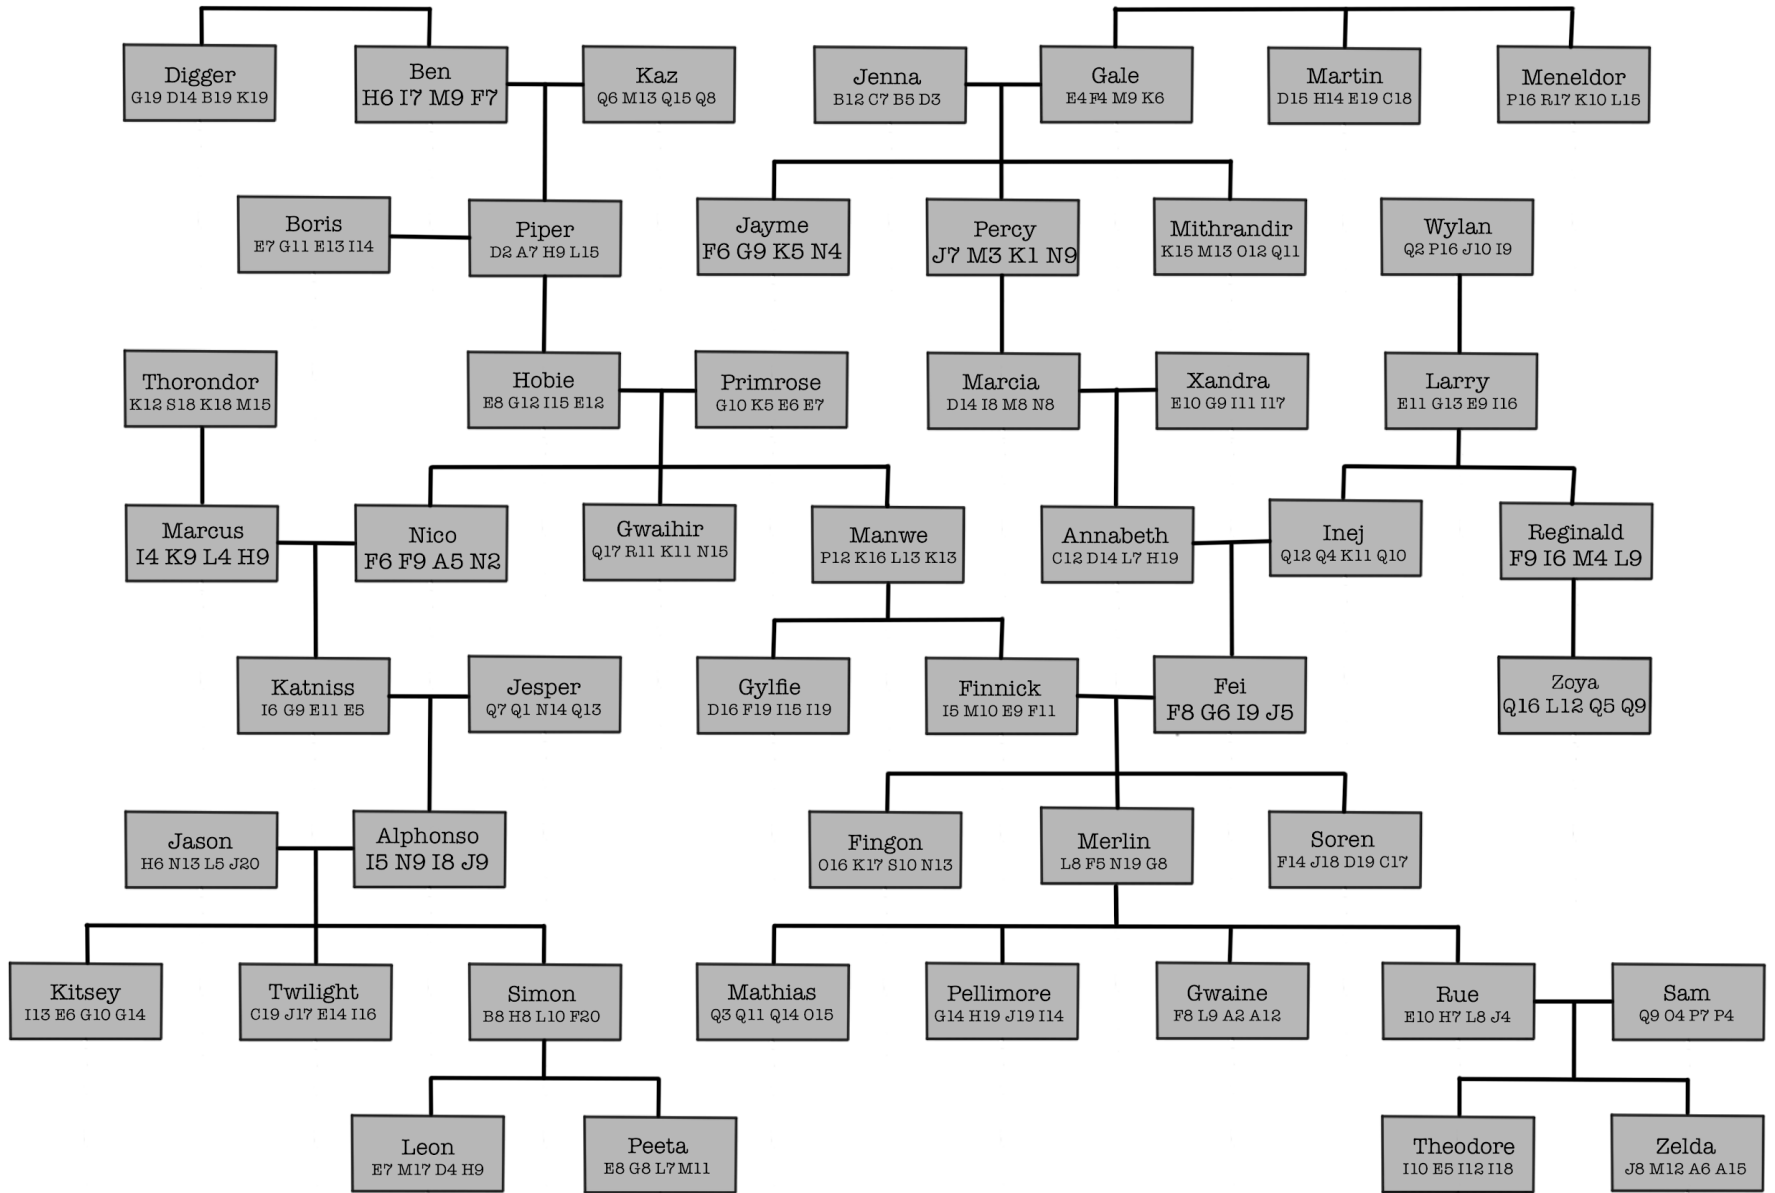 Digger
G19 D14 B19 K19
Ben
H6 I7 M9 F7
Kaz
Q6 M13 Q15 Q8
Jenna
B12 C7 B5 D3
Gale
E4 F4 M9 K6
Martin
D15 H14 E19 C18
Meneldor
P16 R17 K10 L15
Boris
E7 G11 E13 I14
Piper
D2 A7 H9 L15
Jayme
F6 G9 K5 N4
Percy
J7 M3 K1 N9
Mithrandir
K15 M13 O12 Q11
Wylan
Q2 P16 J10 I9
Thorondor
K12 S18 K18 M15
Hobie
E8 G12 I15 E12
Primrose
G10 K5 E6 E7
Marcia
D14 I8 M8 N8
Xandra
E10 G9 I11 I17
Larry
E11 G13 E9 I16
Marcus
I4 K9 L4 H9
Nico
F6 F9 A5 N2
Gwaihir
Q17 R11 K11 N15
Manwe
P12 K16 L13 K13
Annabeth
C12 D14 L7 H19
Inej
Q12 Q4 K11 Q10
Reginald
F9 I6 M4 L9
Katniss
I6 G9 E11 E5
Jesper
Q7 Q1 N14 Q13
Gylfie
D16 F19 I15 I19
Finnick
I5 M10 E9 F11
Fei
F8 G6 I9 J5
Zoya
Q16 L12 Q5 Q9
Jason
H6 N13 L5 J20
Alphonso
I5 N9 I8 J9
Fingon
O16 K17 S10 N13
Merlin
L8 F5 N19 G8
Soren
F14 J18 D19 C17
Kitsey
I13 E6 G10 G14
Twilight
C19 J17 E14 I16
Simon
B8 H8 L10 F20
Mathias
Q3 Q11 Q14 O15
Pellimore
G14 H19 J19 I14
Gwaine
F8 L9 A2 A12
Rue
E10 H7 L8 J4
Sam
Q9 O4 P7 P4
Leon
E7 M17 D4 H9
Peeta
E8 G8 L7 M11
Theodore
I10 E5 I12 I18
Zelda
J8 M12 A6 A15